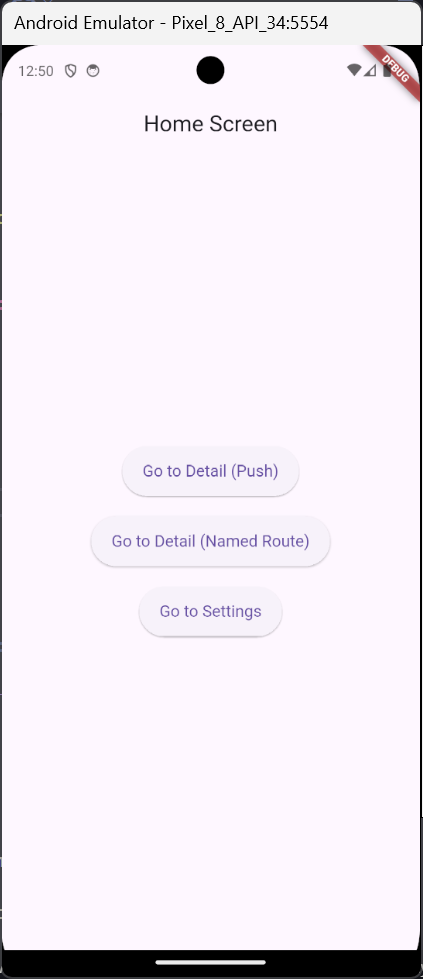 Android Emulator - Pixel_8_API_34:5554
12:50
DEBUG
Home Screen
Go to Detail (Push)
Go to Detail (Named Route)
Go to Settings